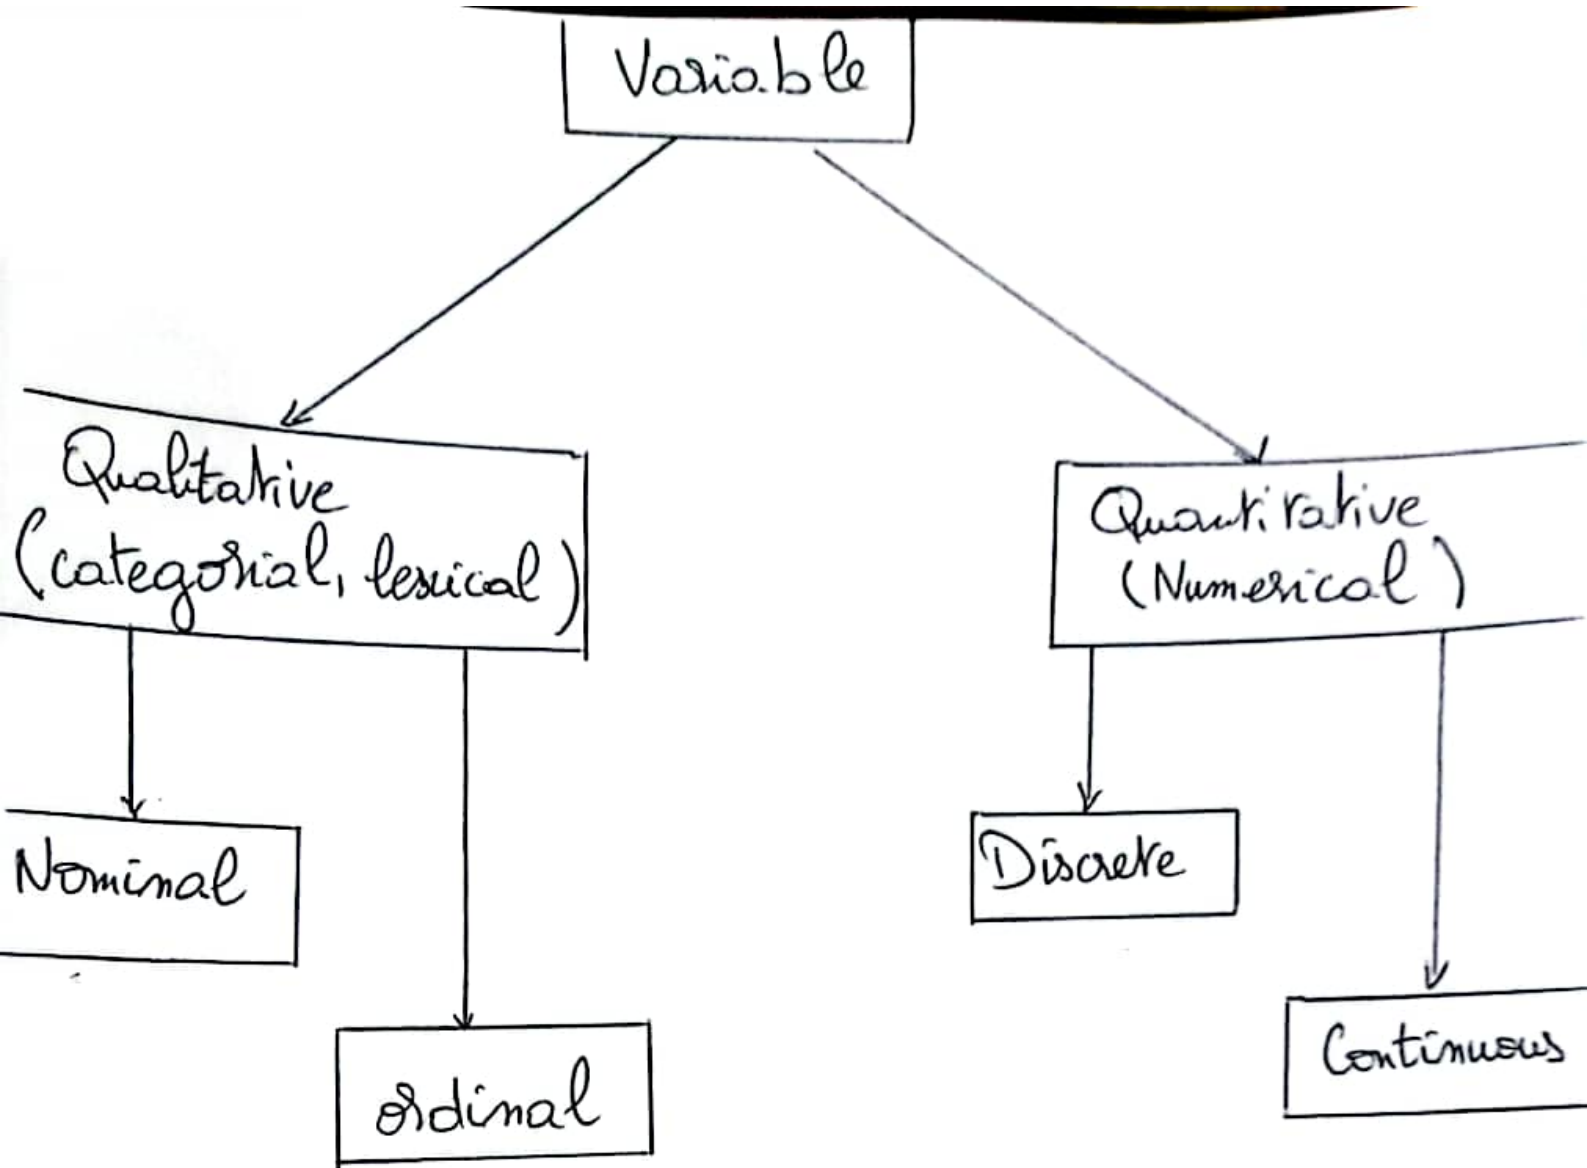 Variable
Qualitative
(categorial, lexical)
Quantitative
(Numerical)
Nominal
Discrete
Continuous
ordinal